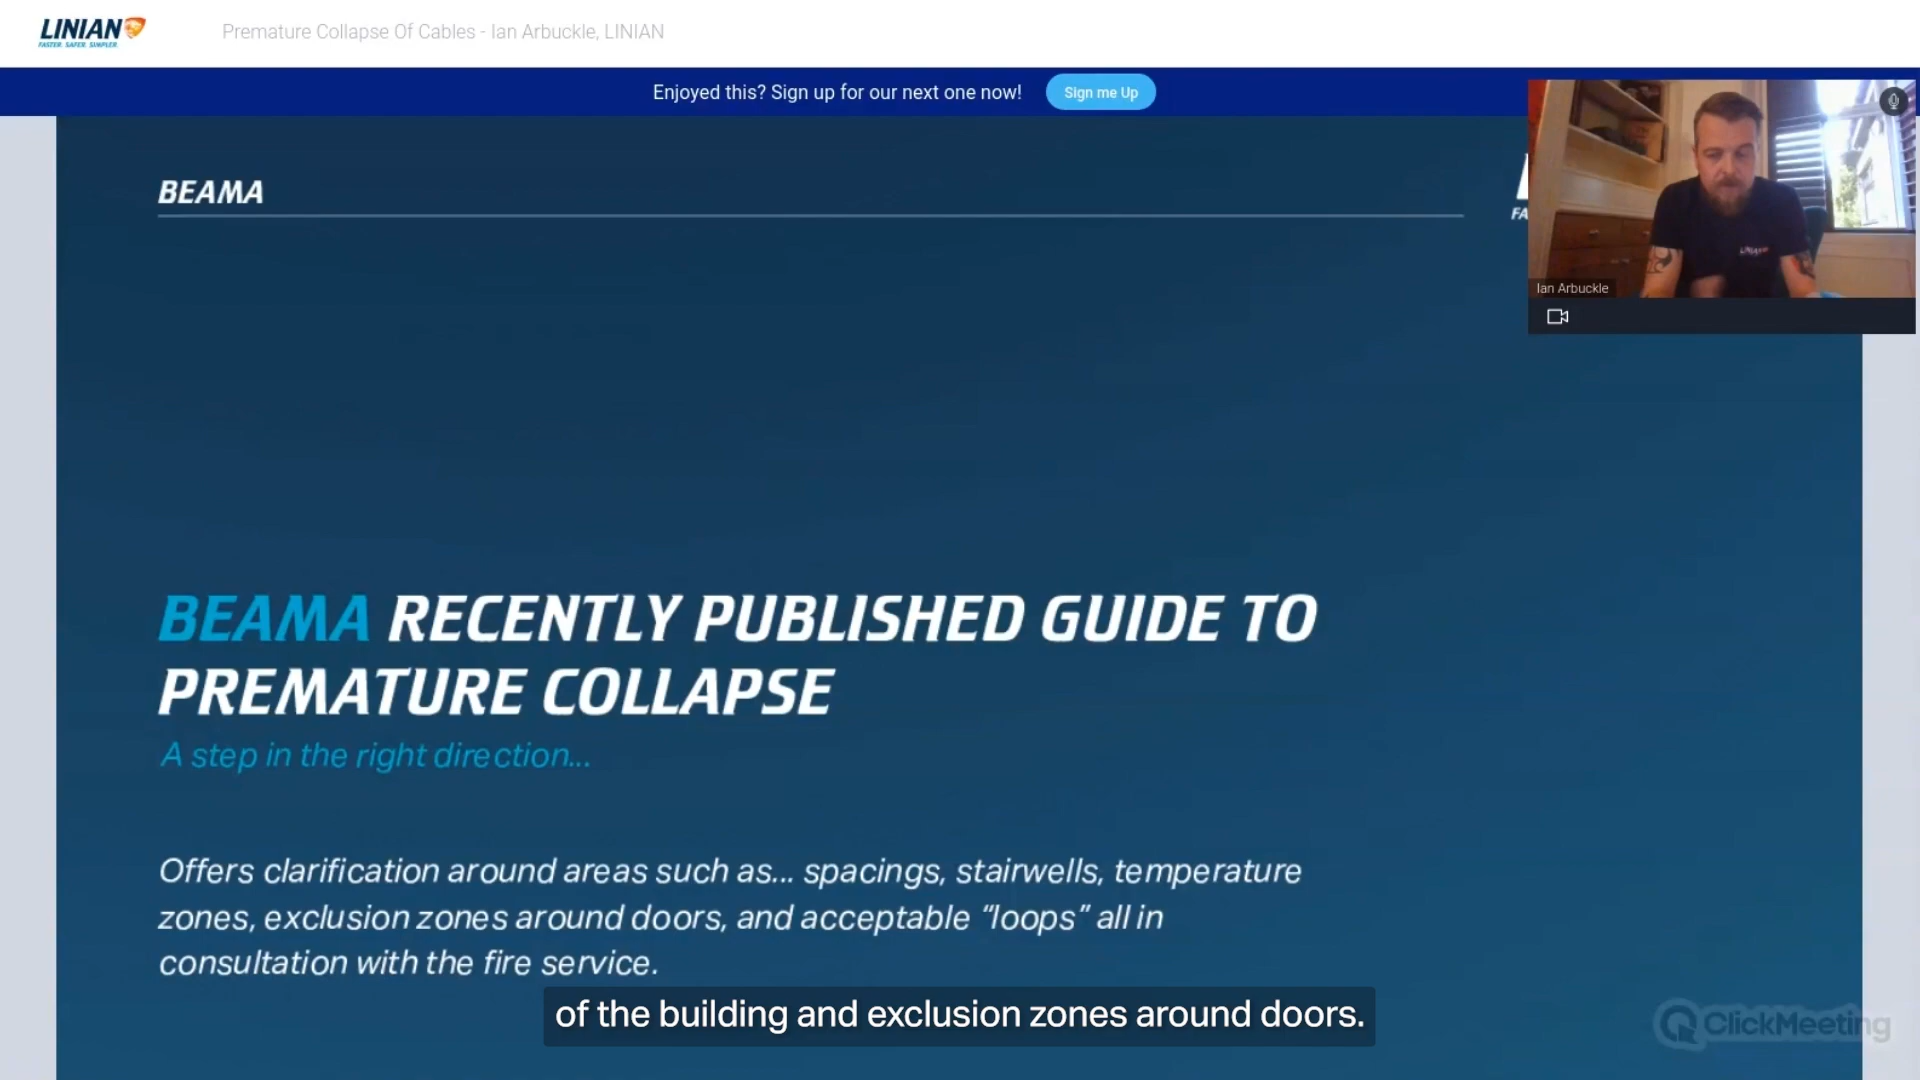 LINIAN
FASTER. SAFER. SIMPLER.
Premature Collapse Of Cables - Ian Arbuckle, LINIAN
Enjoyed this? Sign up for our next one now!
Sign me Up
BEAMA
FA
LINIAN
Ian Arbuckle
BEAMA RECENTLY PUBLISHED GUIDE TO
PREMATURE COLLAPSE
A step in the right direction...
Offers clarification around areas such as... spacings, stairwells, temperature
zones, exclusion zones around doors, and acceptable “loops” all in
consultation with the fire service.
of the building and exclusion zones around doors.
ClickMeeting